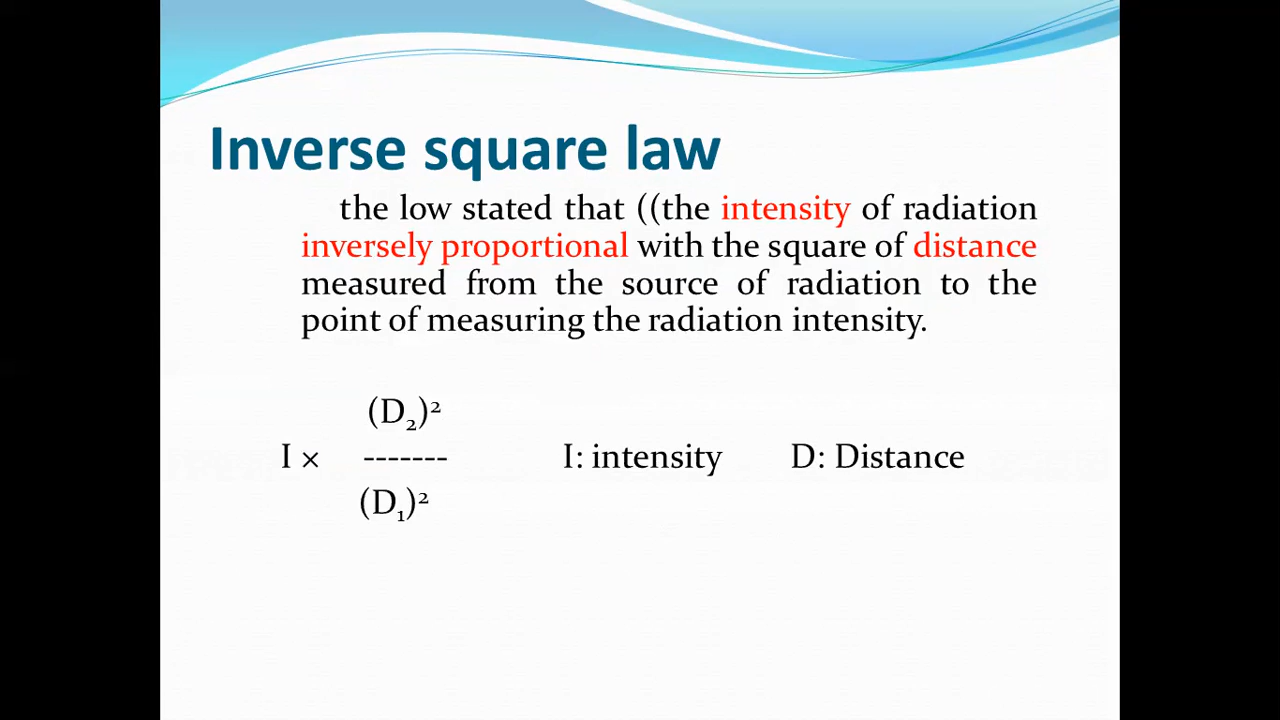 Inverse square law
the low stated that ((the intensity of radiation
inversely proportional with the square of distance
measured from the source of radiation to the
point of measuring the radiation intensity.
(D₂)²
I × ------- I: intensity D: Distance
(D₁)²